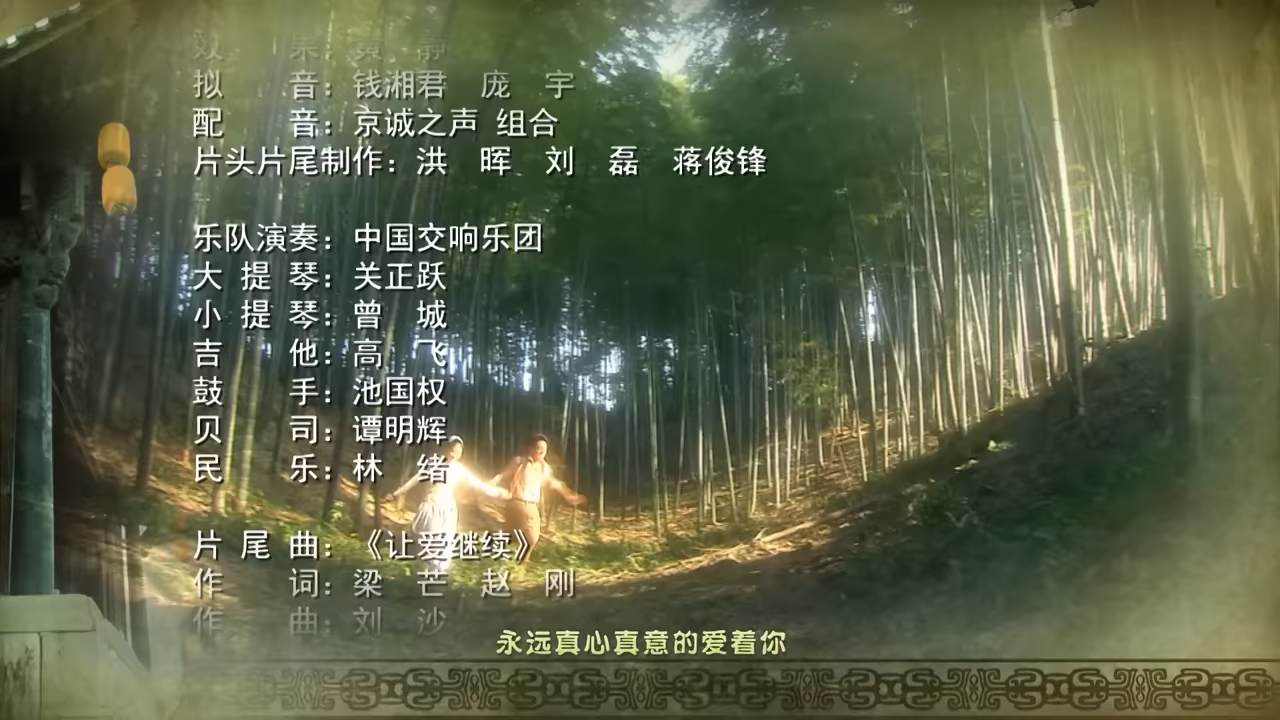 拟 音：钱湘君 庞 宇
配 音：京诚之声 组合
片头片尾制作：洪 晖 刘 磊 蒋俊锋
乐队演奏：中国交响乐团
大 提 琴：关正跃
小 提 琴：曾 城
吉 他：高 飞
鼓 手：池国权
贝 司：谭明辉
民 乐：林 绪
片 尾 曲：《让爱继续》
作 词：梁 芒 赵 刚
作 曲：刘 沙
永远真心真意的爱着你